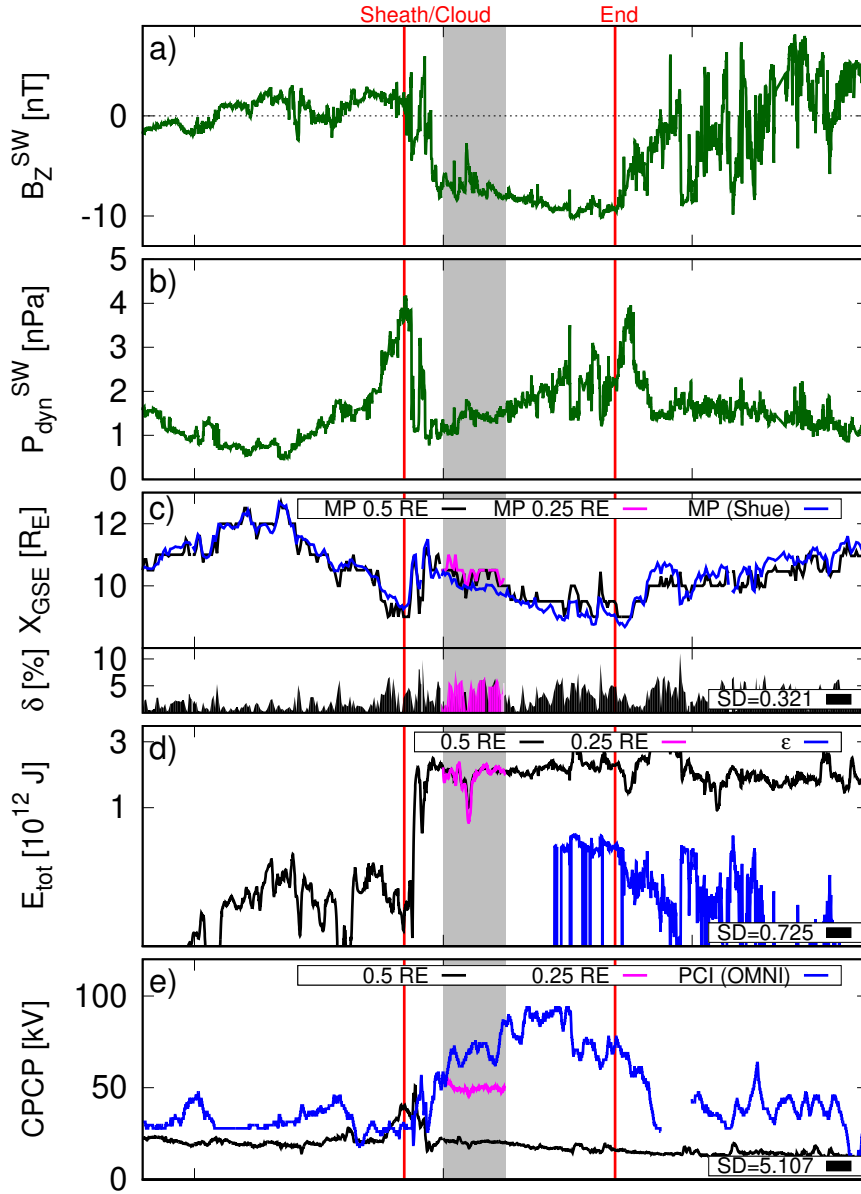 Sheath/Cloud End
a)
B_Z^SW [nT]
0
-10
b)
P_dyn^SW [nPa]
5
4
3
2
1
0
c)
MP 0.5 RE MP 0.25 RE MP (Shue)
X_GSE [R_E]
12
10
δ [%]
10
5
SD=0.321
d)
0.5 RE 0.25 RE ε
E_tot [10^12 J]
3
1
SD=0.725
e)
0.5 RE 0.25 RE PCI (OMNI)
CPCP [kV]
100
50
0
SD=5.107